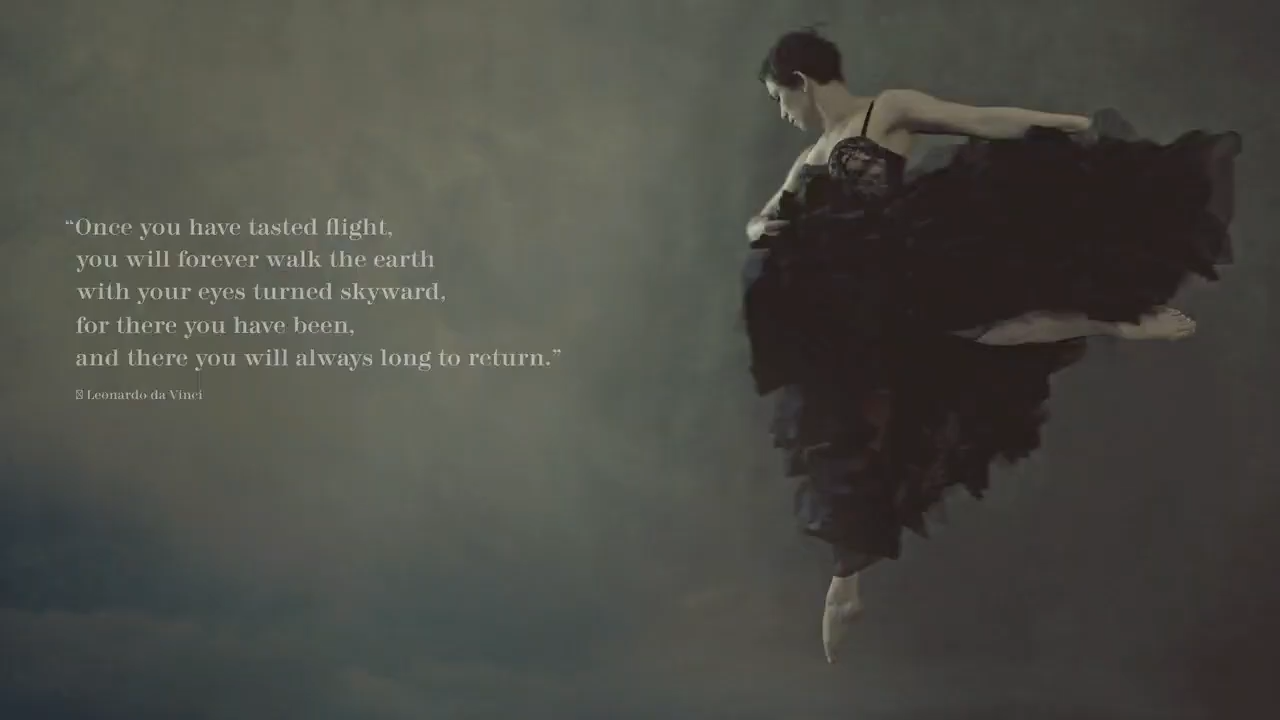 “Once you have tasted flight,
you will forever walk the earth
with your eyes turned skyward,
for there you have been,
and there you will always long to return.”
Leonardo da Vinci